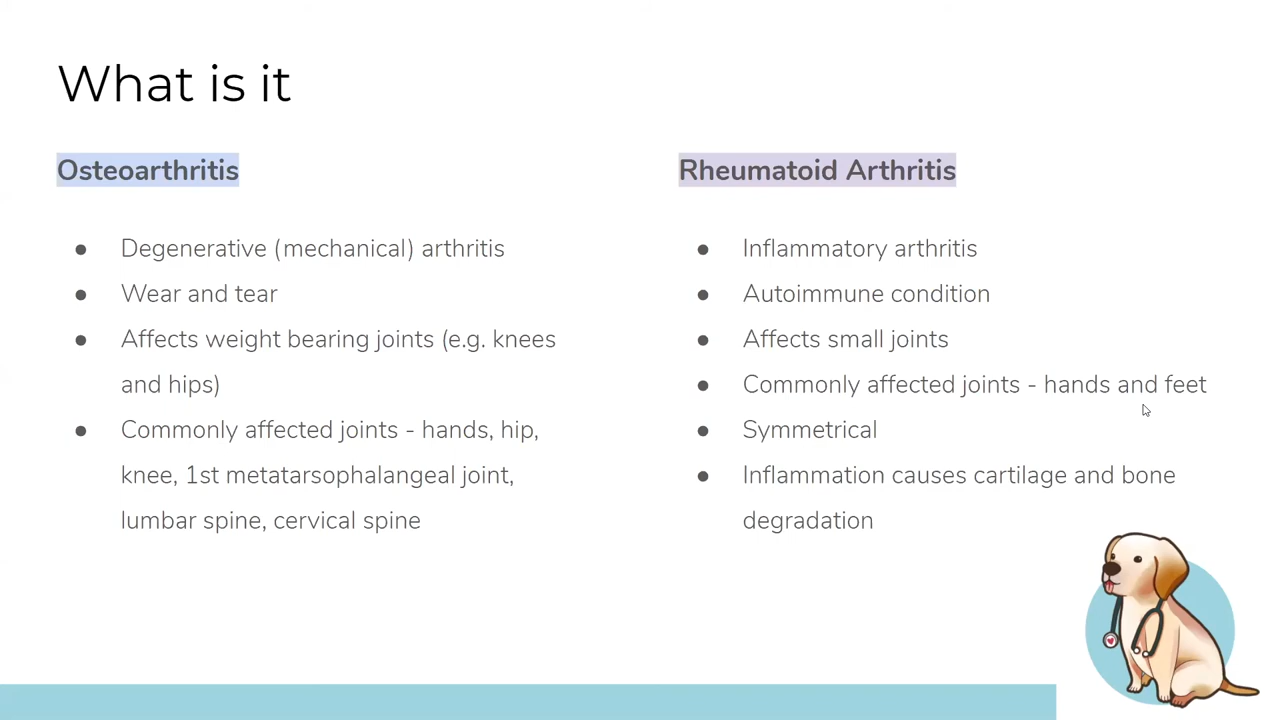 What is it
Osteoarthritis
● Degenerative (mechanical) arthritis
● Wear and tear
● Affects weight bearing joints (e.g. knees
and hips)
● Commonly affected joints - hands, hip,
knee, 1st metatarsophalangeal joint,
lumbar spine, cervical spine
Rheumatoid Arthritis
● Inflammatory arthritis
● Autoimmune condition
● Affects small joints
● Commonly affected joints - hands and feet
● Symmetrical
● Inflammation causes cartilage and bone
degradation